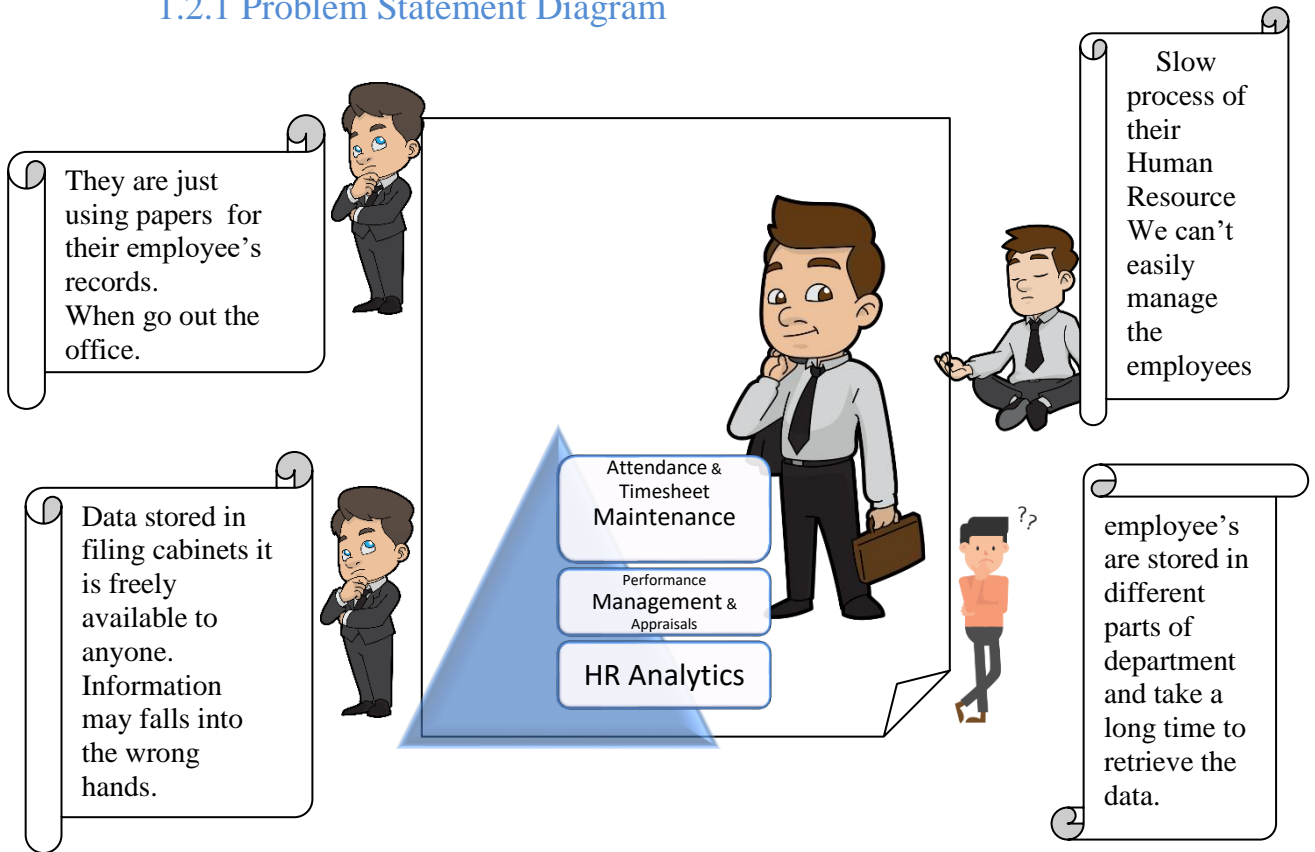 1.2.1 Problem Statement Diagram
They are just
using papers for
their employee’s
records.
When go out the
office.
Slow
process of
their
Human
Resource
We can’t
easily
manage
the
employees
Attendance &
Timesheet
Maintenance
Performance
Management &
Appraisals
HR Analytics
Data stored in
filing cabinets it
is freely
available to
anyone.
Information
may falls into
the wrong
hands.
??
employee’s
are stored in
different
parts of
department
and take a
long time to
retrieve the
data.